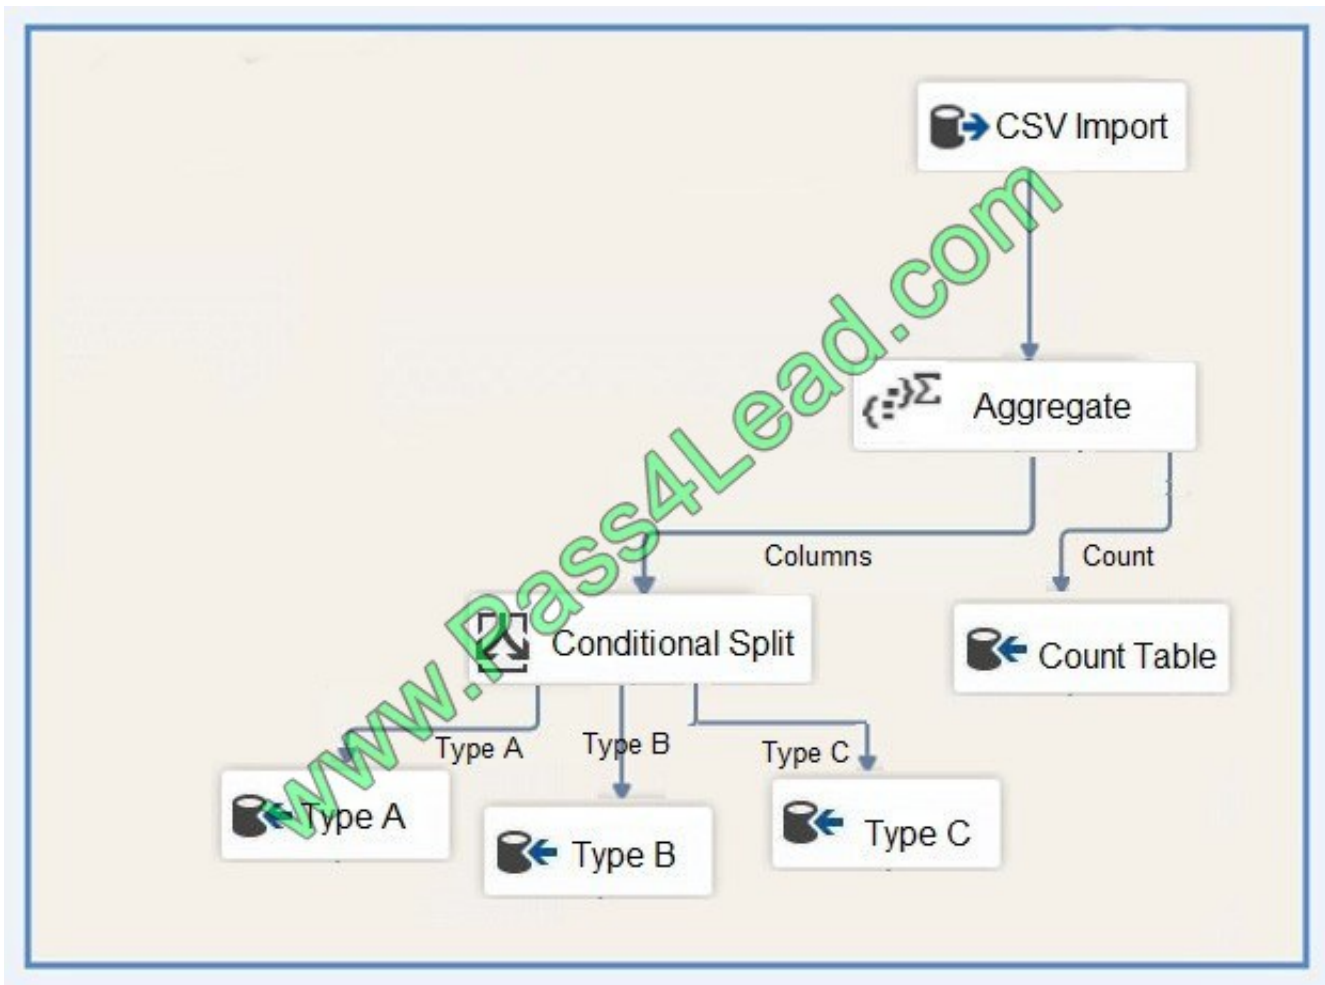 CSV Import
Aggregate
Columns
Count
Conditional Split
Count Table
Type A
Type B
Type C
Type A
Type B
Type C
www.Pass4Lead.com